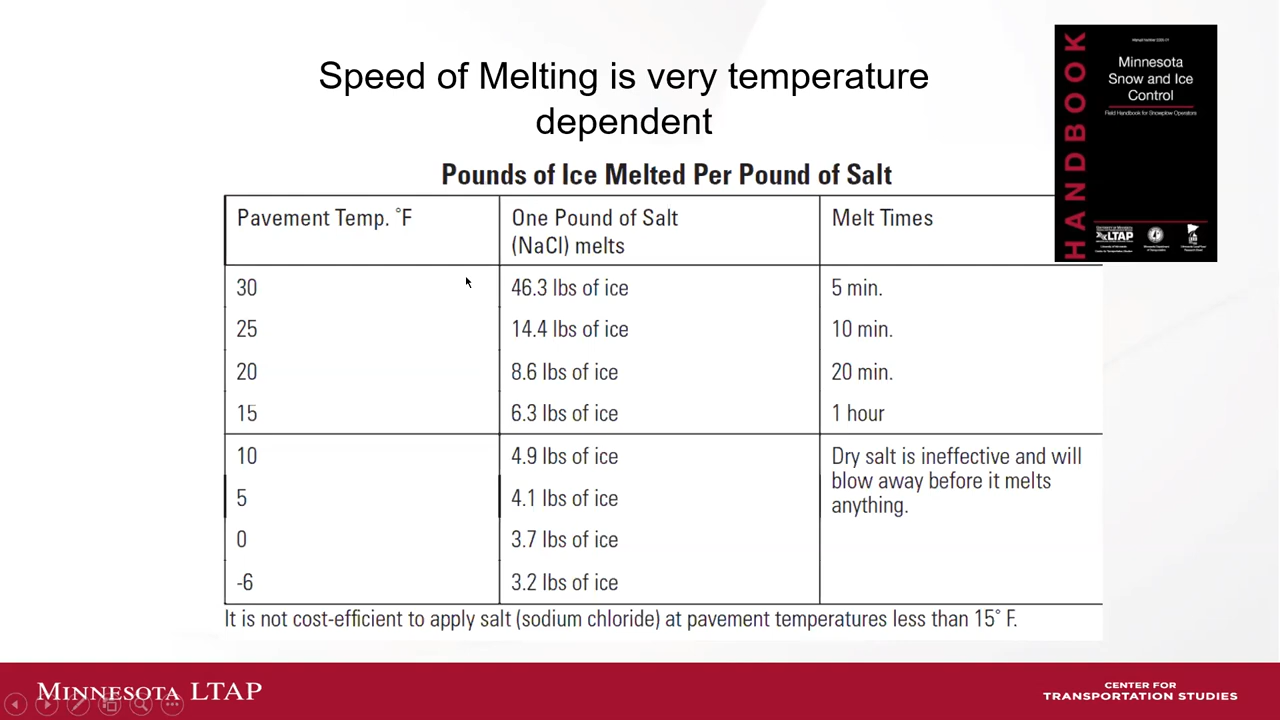 Speed of Melting is very temperature
dependent
HANDBOOK
Minnesota
Snow and Ice
Control
Field Handbook for Snowplow Operators
LTAP
Pounds of Ice Melted Per Pound of Salt
Pavement Temp. °F
One Pound of Salt
(NaCl) melts
Melt Times
30
46.3 lbs of ice
5 min.
25
14.4 lbs of ice
10 min.
20
8.6 lbs of ice
20 min.
15
6.3 lbs of ice
1 hour
10
4.9 lbs of ice
Dry salt is ineffective and will
blow away before it melts
anything.
5
4.1 lbs of ice
0
3.7 lbs of ice
-6
3.2 lbs of ice
It is not cost-efficient to apply salt (sodium chloride) at pavement temperatures less than 15° F.
MINNESOTA LTAP
CENTER FOR
TRANSPORTATION STUDIES